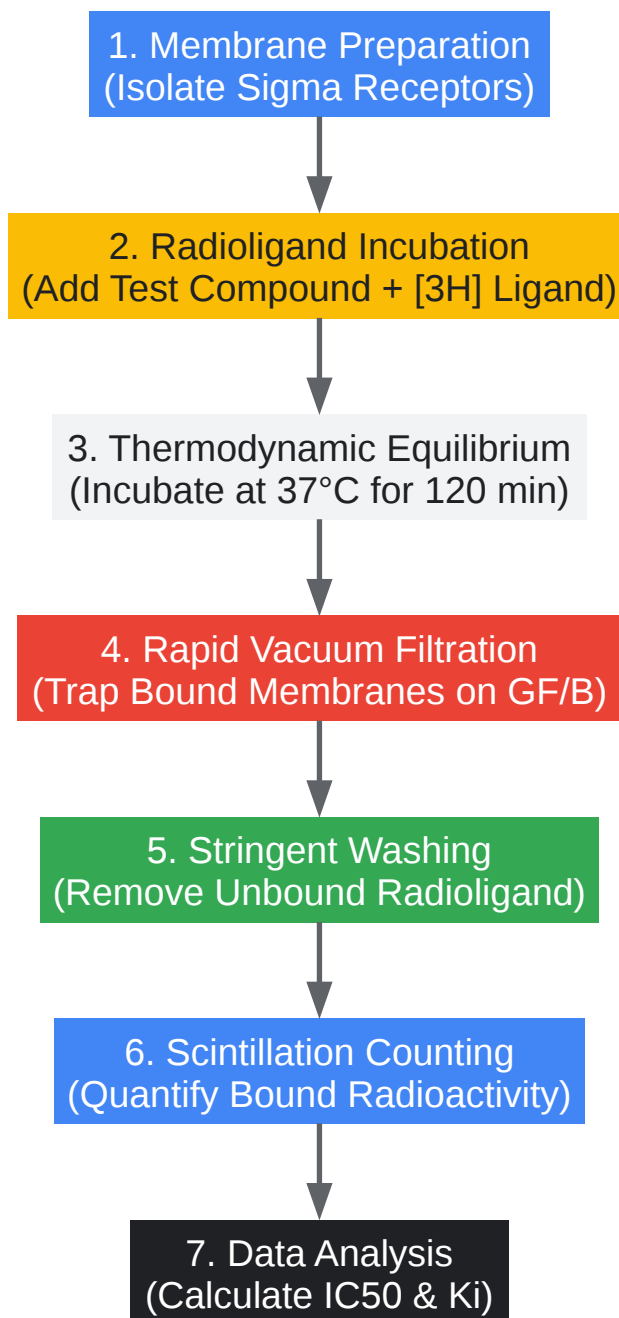 1. Membrane Preparation
(Isolate Sigma Receptors)
2. Radioligand Incubation
(Add Test Compound + [3H] Ligand)
3. Thermodynamic Equilibrium
(Incubate at 37°C for 120 min)
4. Rapid Vacuum Filtration
(Trap Bound Membranes on GF/B)
5. Stringent Washing
(Remove Unbound Radioligand)
6. Scintillation Counting
(Quantify Bound Radioactivity)
7. Data Analysis
(Calculate IC50 & Ki)